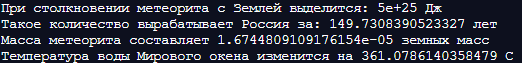 При столкновении метеорита с Землей выделится: 5e+25 Дж
Такое количество вырабатывает Россия за: 149.7308390523327 лет
Масса метеорита составляет 1.6744809109176154e-05 земных масс
Температура воды Мирового окена изменится на 361.0786140358479 С